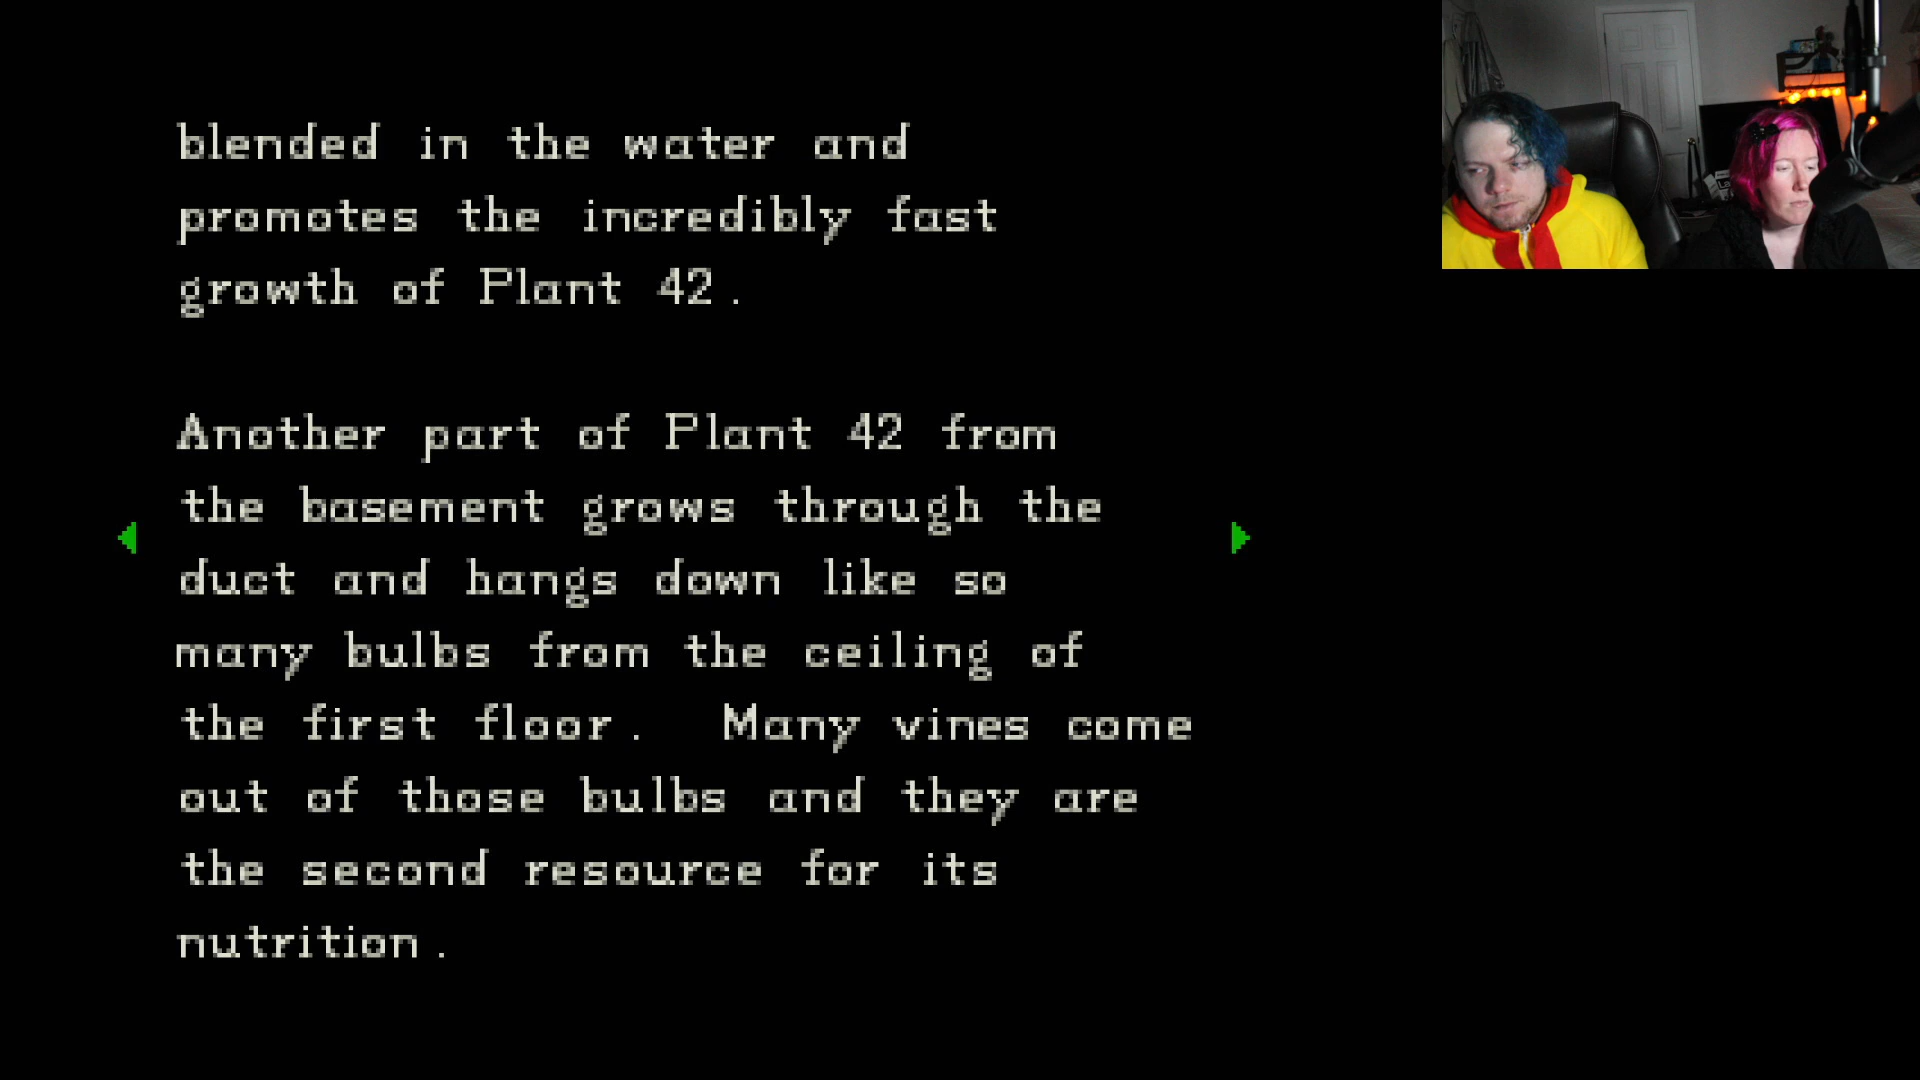 blended in the water and
promotes the incredibly fast
growth of Plant 42.
Another part of Plant 42 from
the basement grows through the
duct and hangs down like so
many bulbs from the ceiling of
the first floor. Many vines come
out of those bulbs and they are
the second resource for its
nutrition.